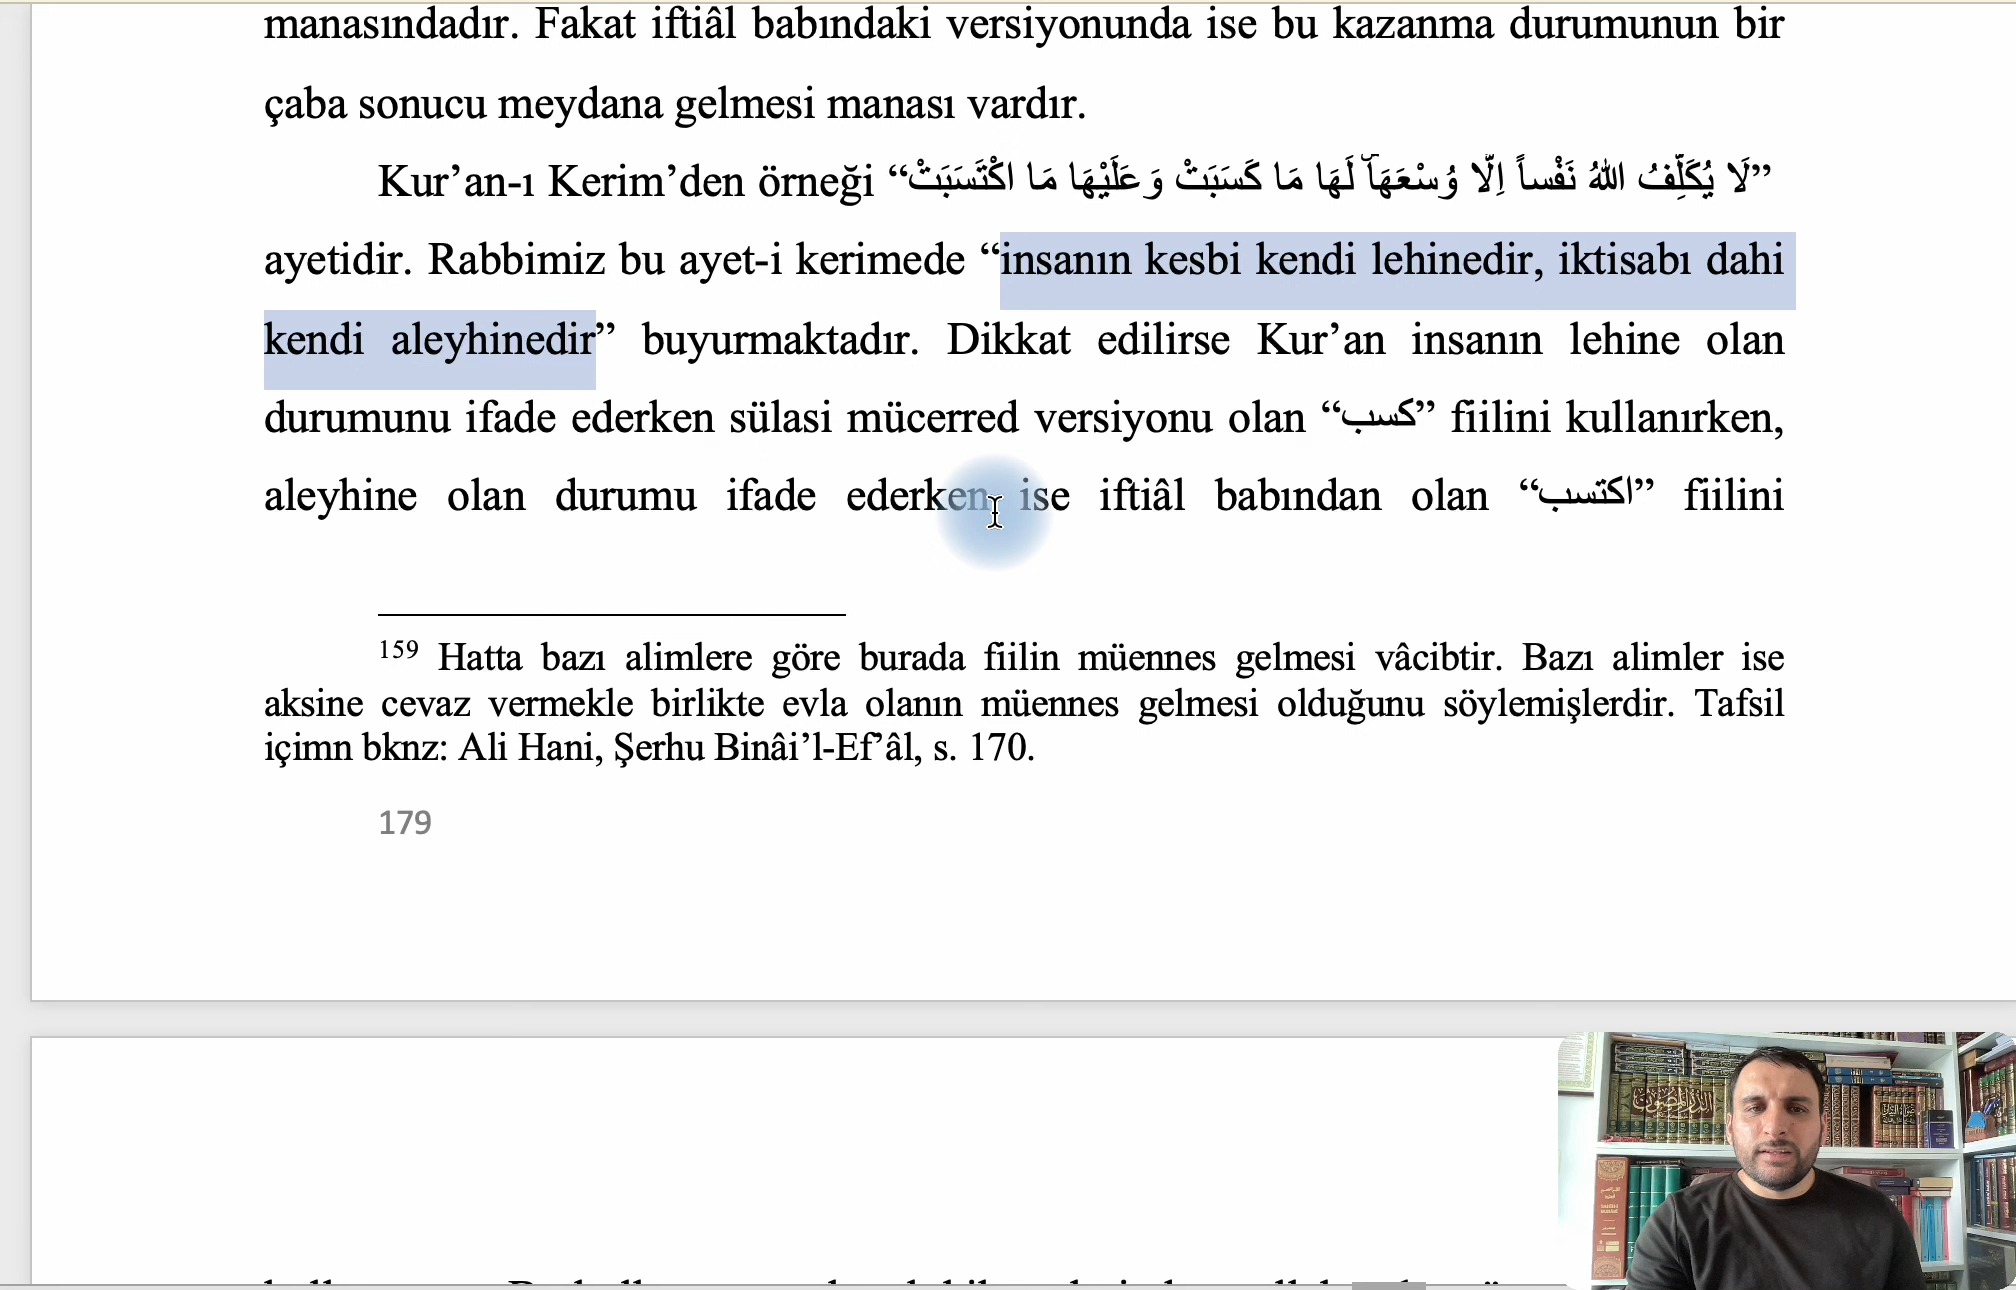 manasındadır. Fakat iftiâl babındaki versiyonunda ise bu kazanma durumunun bir
çaba sonucu meydana gelmesi manası vardır.
Kur’an-ı Kerim’den örneği “لَا يُكَلِّفُ اللّٰهُ نَفْساً اِلَّا وُسْعَهَاۜ لَهَا مَا كَسَبَتْ وَ عَلَيْهَا مَا اكْتَسَبَتْ”
ayetidir. Rabbimiz bu ayet-i kerimede “insanın kesbi kendi lehinedir, iktisabı dahi
kendi aleyhinedir” buyurmaktadır. Dikkat edilirse Kur’an insanın lehine olan
durumunu ifade ederken sülasi mücerred versiyonu olan “كسب” fiilini kullanırken,
aleyhine olan durumu ifade ederken ise iftiâl babından olan “اكتسب” fiilini
159 Hatta bazı alimlere göre burada fiilin müennes gelmesi vâcibtir. Bazı alimler ise
aksine cevaz vermekle birlikte evla olanın müennes gelmesi olduğunu söylemişlerdir. Tafsil
içimn bknz: Ali Hani, Şerhu Binâi’l-Ef’âl, s. 170.
179
الدر المصون